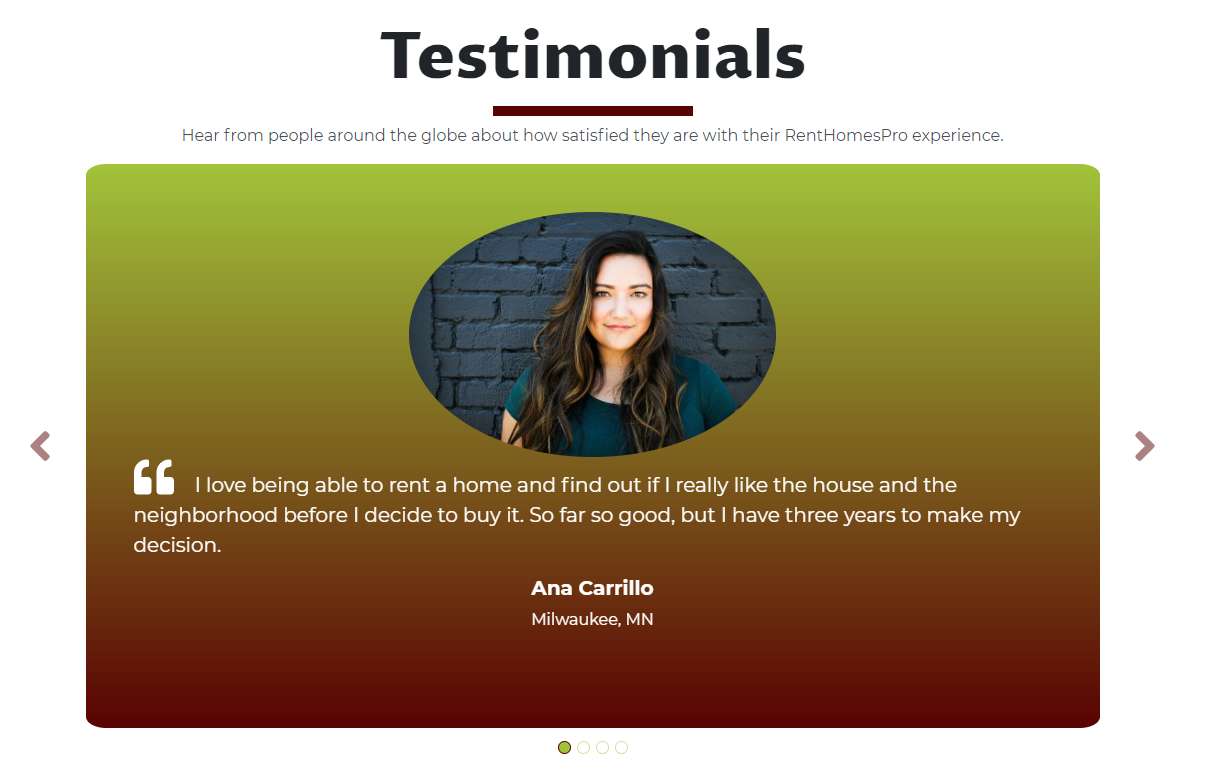 Testimonials
Hear from people around the globe about how satisfied they are with their RentHomesPro experience.
“ I love being able to rent a home and find out if I really like the house and the
neighborhood before I decide to buy it. So far so good, but I have three years to make my
decision.
Ana Carrillo
Milwaukee, MN